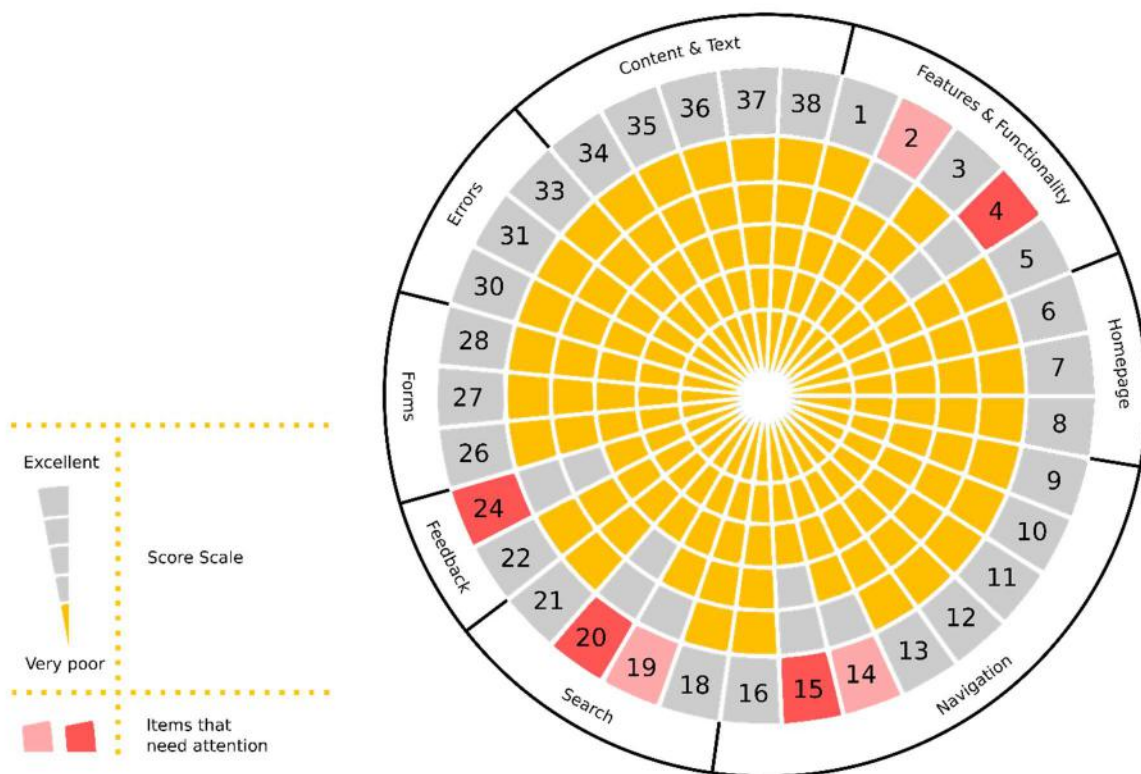 Content & Text
Features & Functionality
Homepage
Navigation
Search
Feedback
Forms
Errors
1
2
3
4
5
6
7
8
9
10
11
12
13
14
15
16
18
19
20
21
22
24
26
27
28
30
31
33
34
35
36
37
38
Excellent
Score Scale
Very poor
Items that
need attention